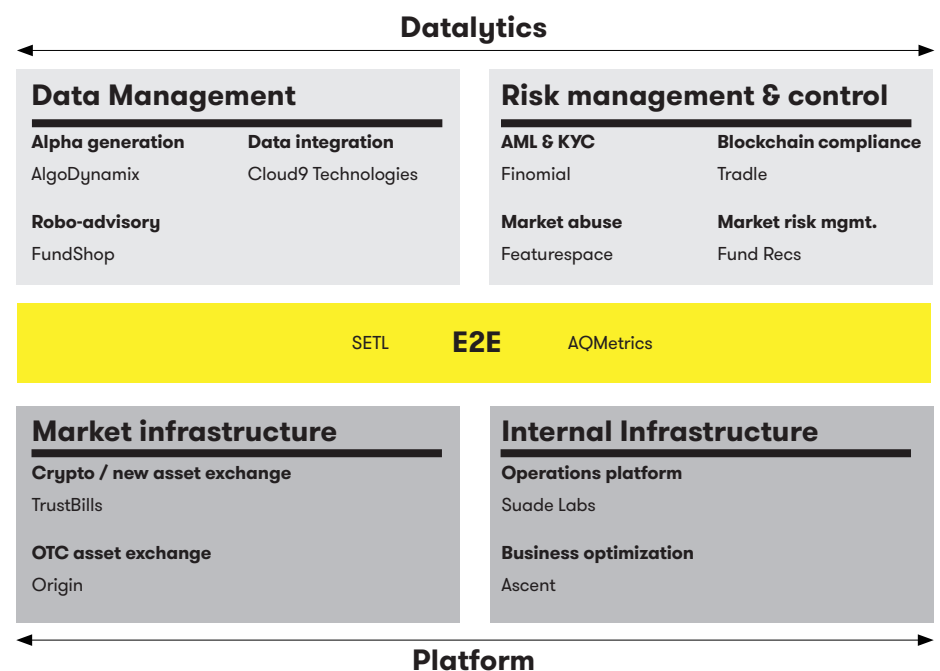 Datalytics
Data Management
Alpha generation
AlgoDynamix
Data integration
Cloud9 Technologies
Robo-advisory
FundShop
Risk management & control
AML & KYC
Finomial
Blockchain compliance
Tradle
Market abuse
Featurespace
Market risk mgmt.
Fund Recs
SETL E2E AQMetrics
Market infrastructure
Crypto / new asset exchange
TrustBills
OTC asset exchange
Origin
Internal Infrastructure
Operations platform
Suade Labs
Business optimization
Ascent
Platform